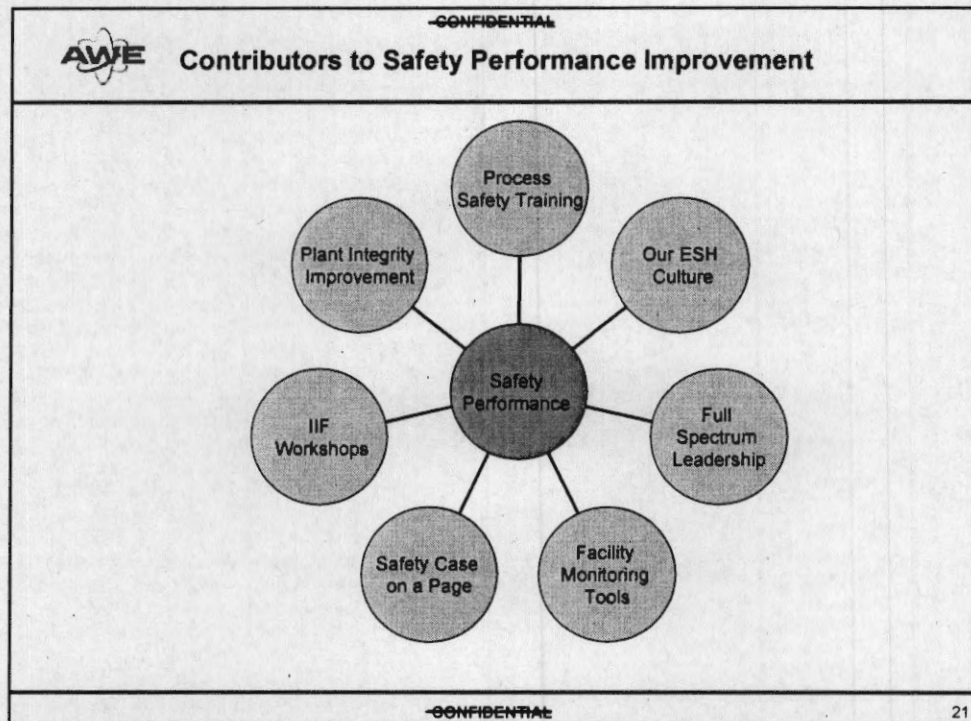 CONFIDENTIAL
AWE
Contributors to Safety Performance Improvement
Process
Safety Training
Plant Integrity
Improvement
Our ESH
Culture
Safety
Performance
IIF
Workshops
Full
Spectrum
Leadership
Safety Case
on a Page
Facility
Monitoring
Tools
CONFIDENTIAL
21